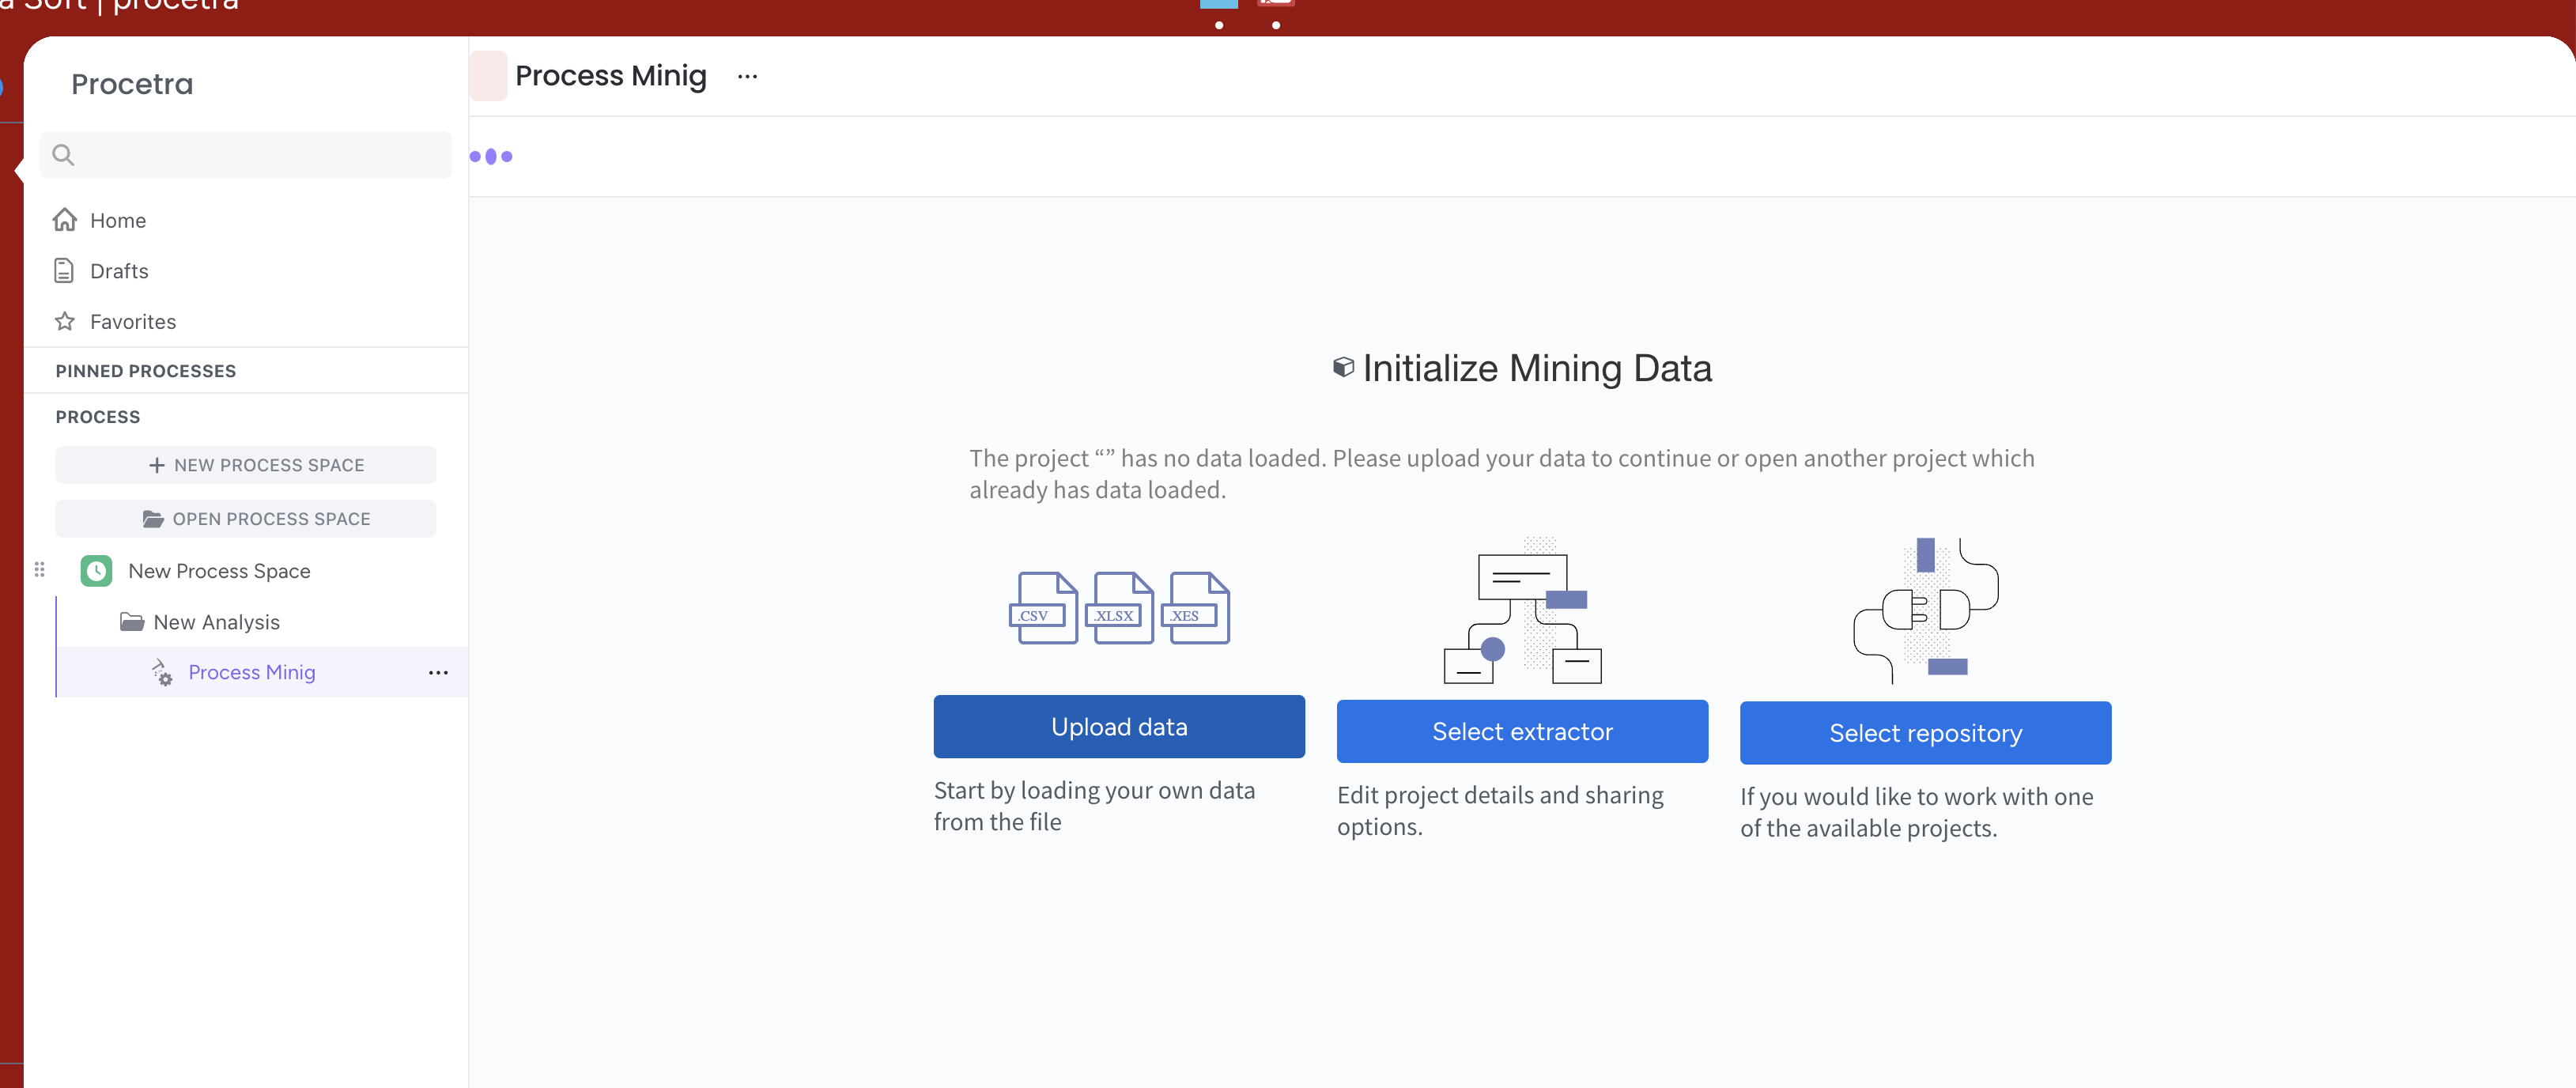 a Soft | procetra
Procetra
Process Minig
Home
Drafts
Favorites
PINNED PROCESSES
PROCESS
NEW PROCESS SPACE
OPEN PROCESS SPACE
New Process Space
New Analysis
Process Minig
Initialize Mining Data
The project “” has no data loaded. Please upload your data to continue or open another project which
already has data loaded.
.CSV .XLSX .XES
Upload data
Start by loading your own data
from the file
Select extractor
Edit project details and sharing
options.
Select repository
If you would like to work with one
of the available projects.